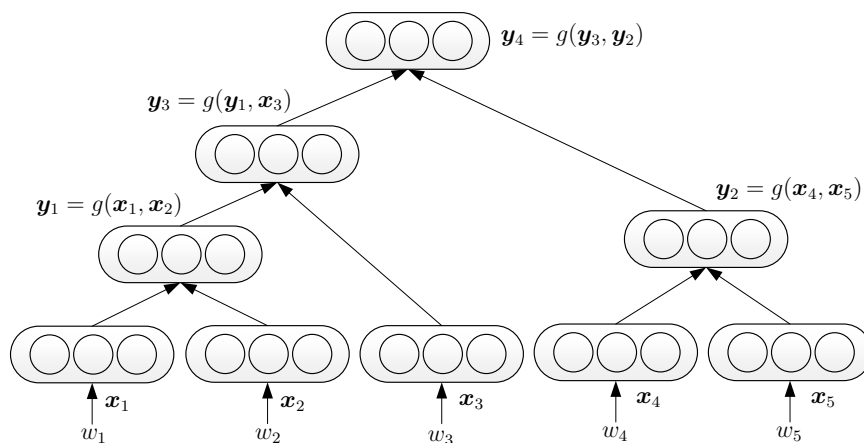 𝒚₄ = g(𝒚₃, 𝒚₂)
𝒚₃ = g(𝒚₁, 𝒙₃)
𝒚₁ = g(𝒙₁, 𝒙₂)
𝒚₂ = g(𝒙₄, 𝒙₅)
𝒙₁ 𝒙₂ 𝒙₃ 𝒙₄ 𝒙₅
w₁ w₂ w₃ w₄ w₅